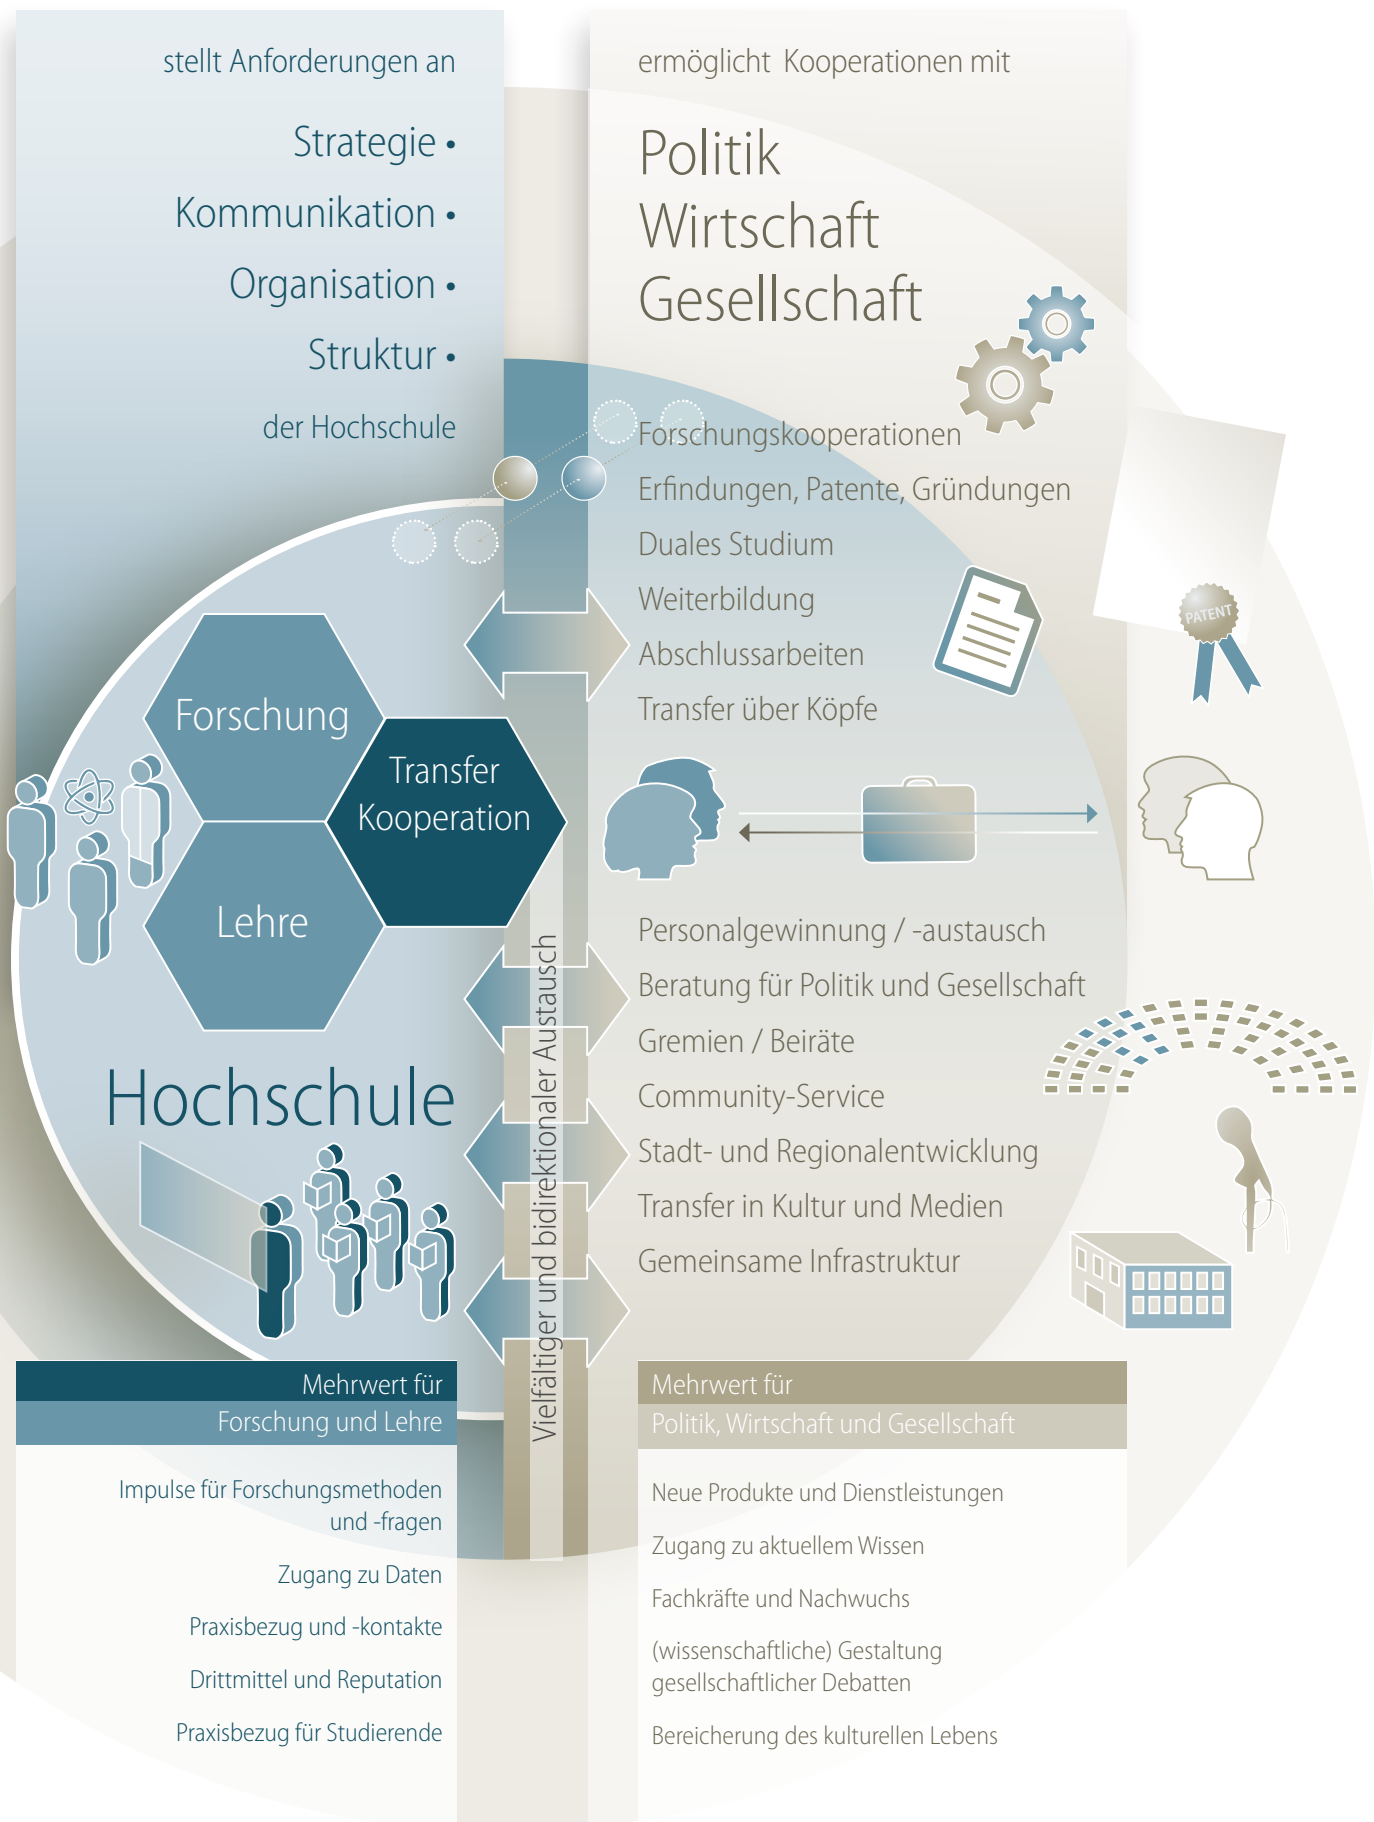 stellt Anforderungen an
Strategie •
Kommunikation •
Organisation •
Struktur •
der Hochschule
ermöglicht Kooperationen mit
Politik
Wirtschaft
Gesellschaft
Forschungskooperationen
Erfindungen, Patente, Gründungen
Duales Studium
Weiterbildung
Abschlussarbeiten
Transfer über Köpfe
PATENT
Forschung
Transfer
Kooperation
Lehre
Hochschule
Vielfältiger und bidirektionaler Austausch
Personalgewinnung / -austausch
Beratung für Politik und Gesellschaft
Gremien / Beiräte
Community-Service
Stadt- und Regionalentwicklung
Transfer in Kultur und Medien
Gemeinsame Infrastruktur
Mehrwert für
Forschung und Lehre
Impulse für Forschungsmethoden
und -fragen
Zugang zu Daten
Praxisbezug und -kontakte
Drittmittel und Reputation
Praxisbezug für Studierende
Mehrwert für
Politik, Wirtschaft und Gesellschaft
Neue Produkte und Dienstleistungen
Zugang zu aktuellem Wissen
Fachkräfte und Nachwuchs
(wissenschaftliche) Gestaltung
gesellschaftlicher Debatten
Bereicherung des kulturellen Lebens